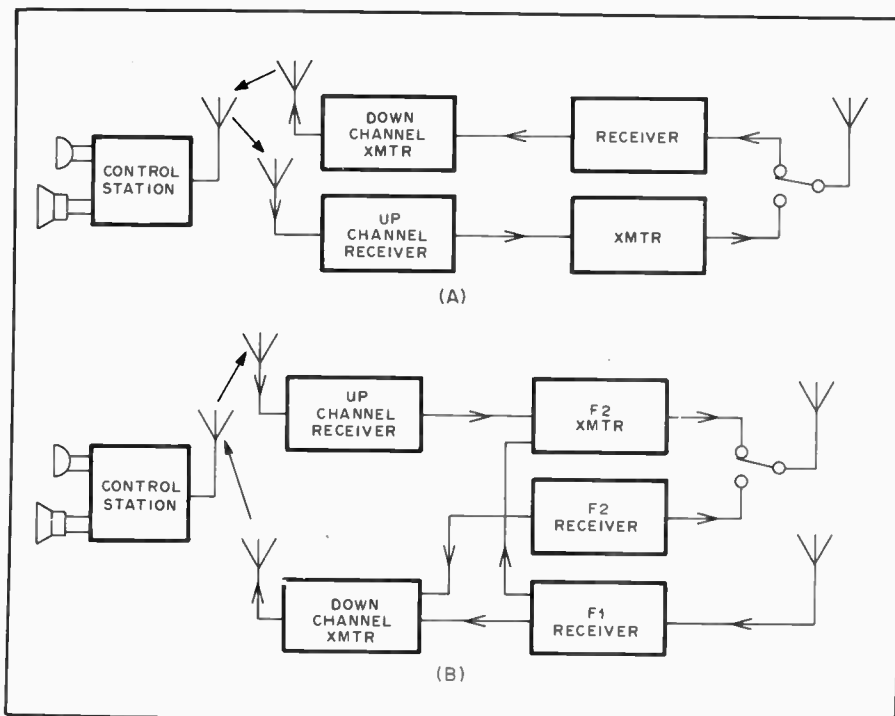 DOWN
CHANNEL
XMTR
RECEIVER
CONTROL
STATION
UP
CHANNEL
RECEIVER
XMTR
(A)
UP
CHANNEL
RECEIVER
F2
XMTR
CONTROL
STATION
F2
RECEIVER
DOWN
CHANNEL
XMTR
F1
RECEIVER
(B)